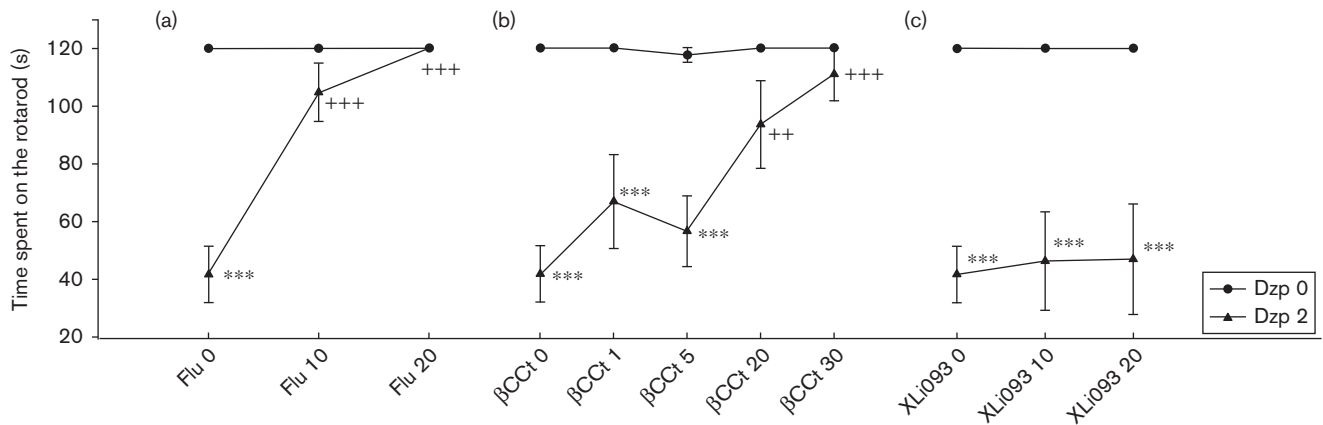 (a)
(b)
(c)
Time spent on the rotarod (s)
120
100
80
60
40
20
***
+++
+++
***
***
***
++
+++
***
***
***
Dzp 0
Dzp 2
Flu 0
Flu 10
Flu 20
βCCt 0
βCCt 1
βCCt 5
βCCt 20
βCCt 30
XLi093 0
XLi093 10
XLi093 20